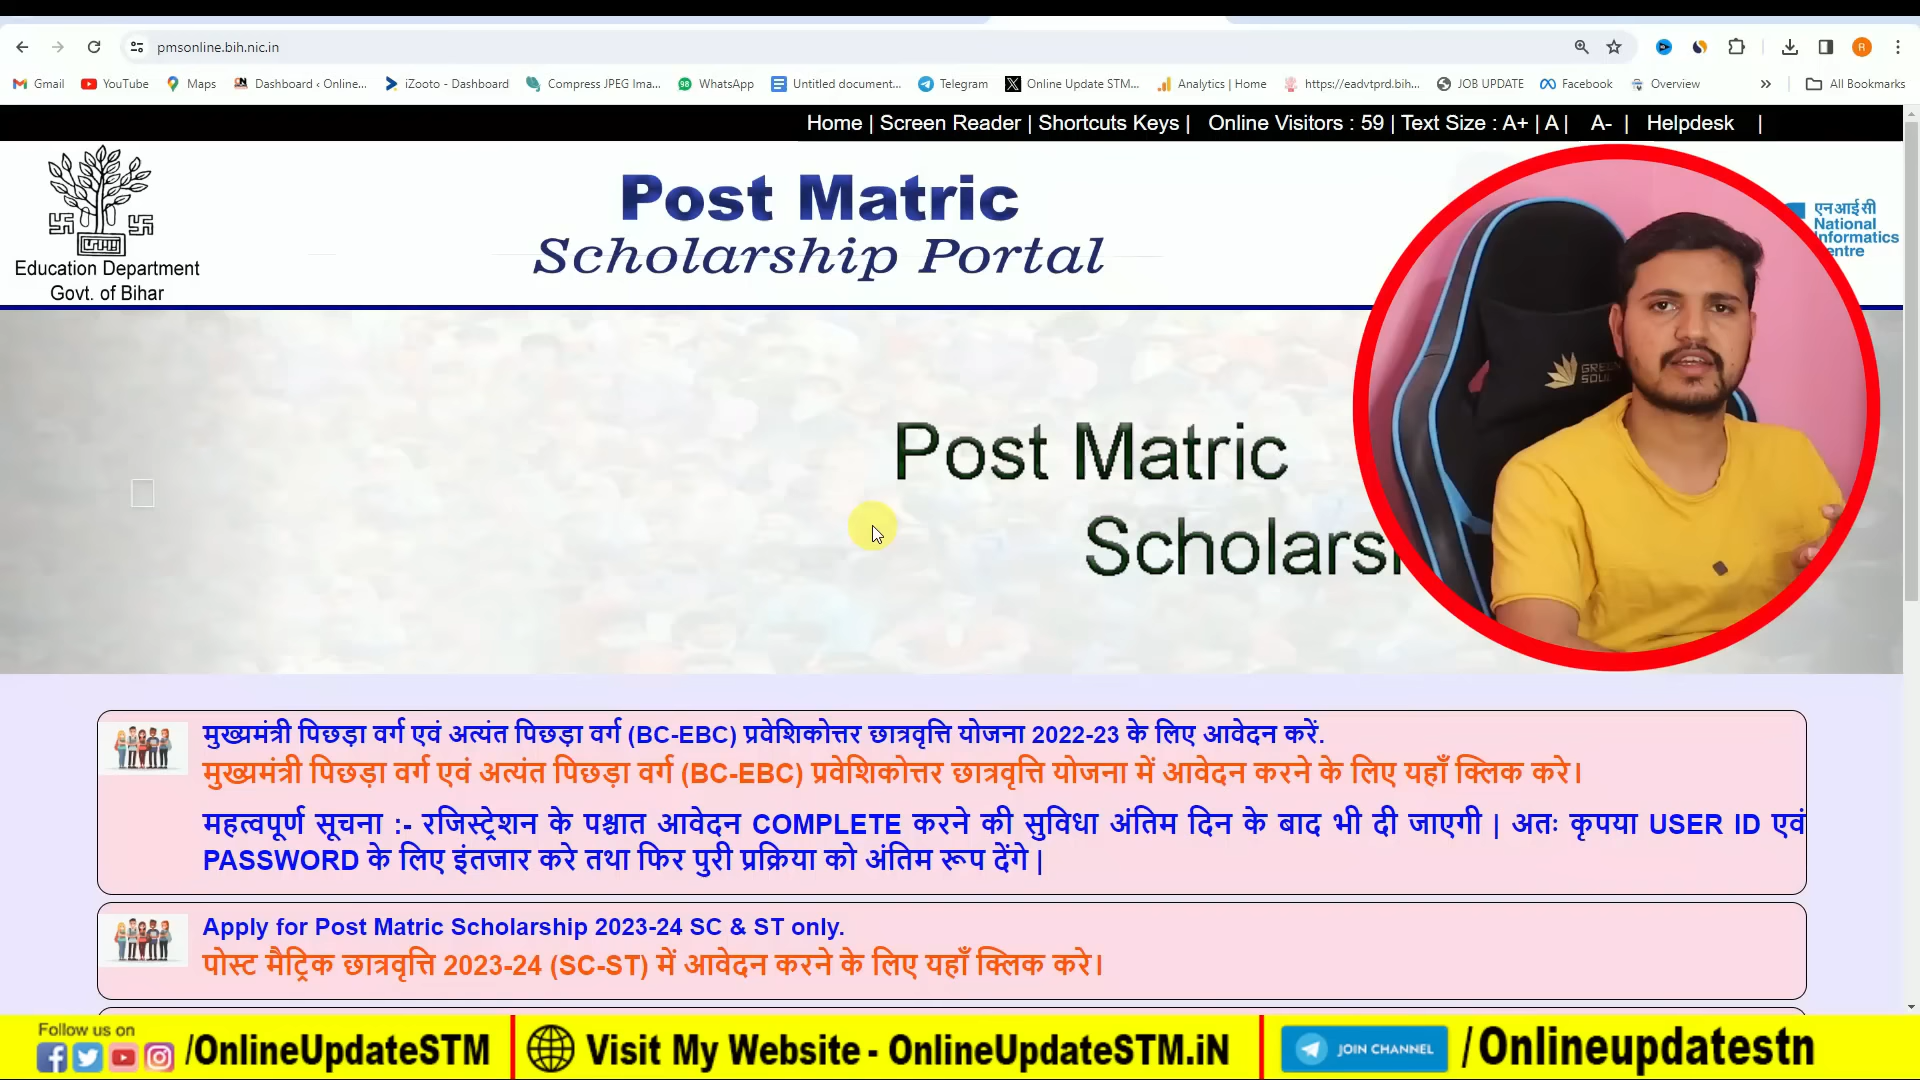 pmsonline.bih.nic.in
Gmail YouTube Maps Dashboard ‹ Online... iZooto - Dashboard Compress JPEG Ima... WhatsApp Untitled document... Telegram Online Update STM... Analytics | Home https://eadvtprd.bih... JOB UPDATE Facebook Overview » All Bookmarks
Home | Screen Reader | Shortcuts Keys | Online Visitors : 59 | Text Size : A+ | A | A- | Helpdesk |
Education Department
Govt. of Bihar
Post Matric
Scholarship Portal
एन आई सी
National
Informatics
entre
GREEN
SOUL
Post Matric
Scholars
मुख्यमंत्री पिछड़ा वर्ग एवं अत्यंत पिछड़ा वर्ग (BC-EBC) प्रवेशिकोत्तर छात्रवृत्ति योजना 2022-23 के लिए आवेदन करें.
मुख्यमंत्री पिछड़ा वर्ग एवं अत्यंत पिछड़ा वर्ग (BC-EBC) प्रवेशिकोत्तर छात्रवृत्ति योजना में आवेदन करने के लिए यहाँ क्लिक करे।
महत्वपूर्ण सूचना :- रजिस्ट्रेशन के पश्चात आवेदन COMPLETE करने की सुविधा अंतिम दिन के बाद भी दी जाएगी | अतः कृपया USER ID एवं
PASSWORD के लिए इंतजार करे तथा फिर पुरी प्रक्रिया को अंतिम रूप देंगे |
Apply for Post Matric Scholarship 2023-24 SC & ST only.
पोस्ट मैट्रिक छात्रवृत्ति 2023-24 (SC-ST) में आवेदन करने के लिए यहाँ क्लिक करे।
Follow us on
/OnlineUpdateSTM
Visit My Website - OnlineUpdateSTM.iN
JOIN CHANNEL
/Onlineupdatestn